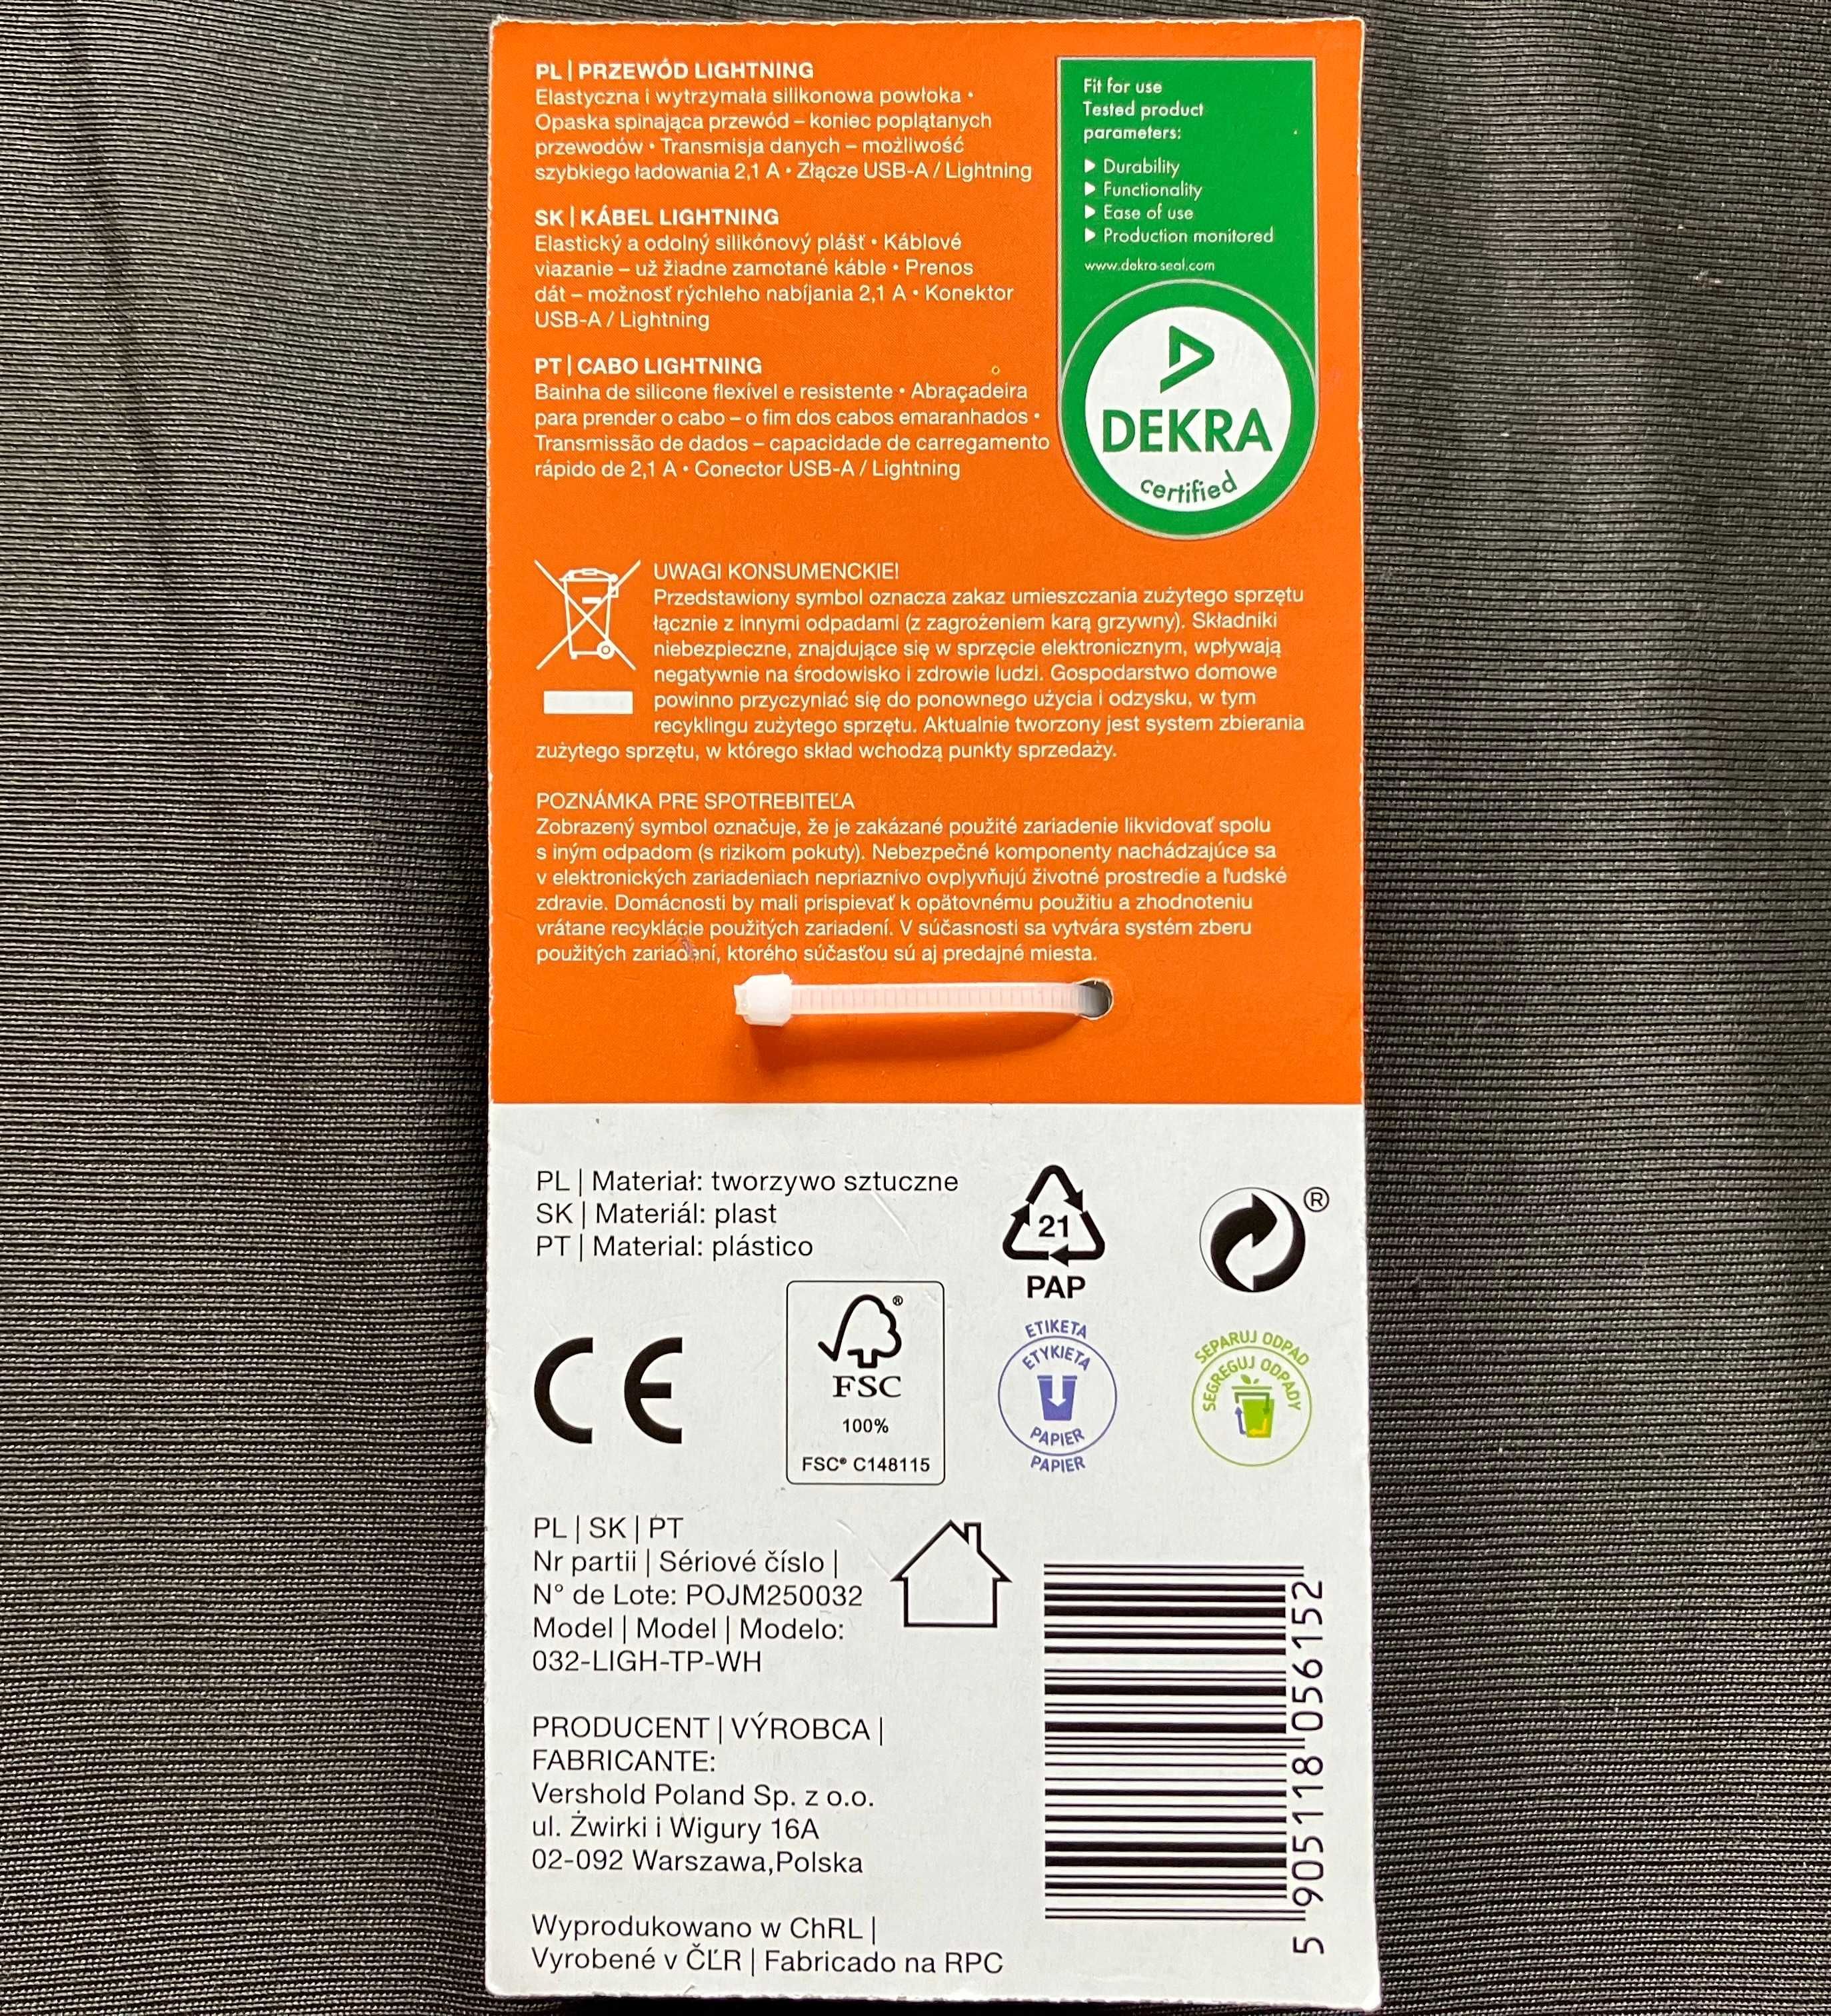 PL | PRZEWÓD LIGHTNING
Elastyczna i wytrzymała silikonowa powłoka •
Opaska spinająca przewód – koniec poplątanych
przewodów • Transmisja danych – możliwość
szybkiego ładowania 2,1 A • Złącze USB-A / Lightning
SK | KÁBEL LIGHTNING
Elastický a odolný silikónový plášť • Káblové
viazanie – už žiadne zamotané káble • Prenos
dát – možnosť rýchleho nabíjania 2,1 A • Konektor
USB-A / Lightning
PT | CABO LIGHTNING
Bainha de silicone flexível e resistente • Abraçadeira
para prender o cabo – o fim dos cabos emaranhados •
Transmissão de dados – capacidade de carregamento
rápido de 2,1 A • Conector USB-A / Lightning
Fit for use
Tested product
parameters:
Durability
Functionality
Ease of use
Production monitored
www.dekra-seal.com
DEKRA
certified
UWAGI KONSUMENCKIE!
Przedstawiony symbol oznacza zakaz umieszczania zużytego sprzętu
łącznie z innymi odpadami (z zagrożeniem karą grzywny). Składniki
niebezpieczne, znajdujące się w sprzęcie elektronicznym, wpływają
negatywnie na środowisko i zdrowie ludzi. Gospodarstwo domowe
powinno przyczyniać się do ponownego użycia i odzysku, w tym
recyklingu zużytego sprzętu. Aktualnie tworzony jest system zbierania
zużytego sprzętu, w którego skład wchodzą punkty sprzedaży.
POZNÁMKA PRE SPOTREBITEĽA
Zobrazený symbol označuje, že je zakázané použité zariadenie likvidovať spolu
s iným odpadom (s rizikom pokuty). Nebezpečné komponenty nachádzajúce sa
v elektronických zariadeniach nepriaznivo ovplyvňujú životné prostredie a ľudské
zdravie. Domácnosti by mali prispievať k opätovnému použitiu a zhodnoteniu
vrátane recyklácie použitých zariadení. V súčasnosti sa vytvára systém zberu
použitých zariadení, ktorého súčasťou sú aj predajné miesta.
PL | Materiał: tworzywo sztuczne
SK | Materiál: plast
PT | Material: plástico
21
PAP
®
CE
®
FSC
100%
FSC® C148115
ETIKETA
ETYKIETA
PAPIER
PAPIER
SEPARUJ ODPAD
SEGREGUJ ODPADY
PL | SK | PT
Nr partii | Sériové číslo |
N° de Lote: POJM250032
Model | Model | Modelo:
032-LIGH-TP-WH
PRODUCENT | VÝROBCA |
FABRICANTE:
Vershold Poland Sp. z o.o.
ul. Żwirki i Wigury 16A
02-092 Warszawa,Polska
Wyprodukowano w ChRL |
Vyrobené v ČĽR | Fabricado na RPC
5 905118 056152